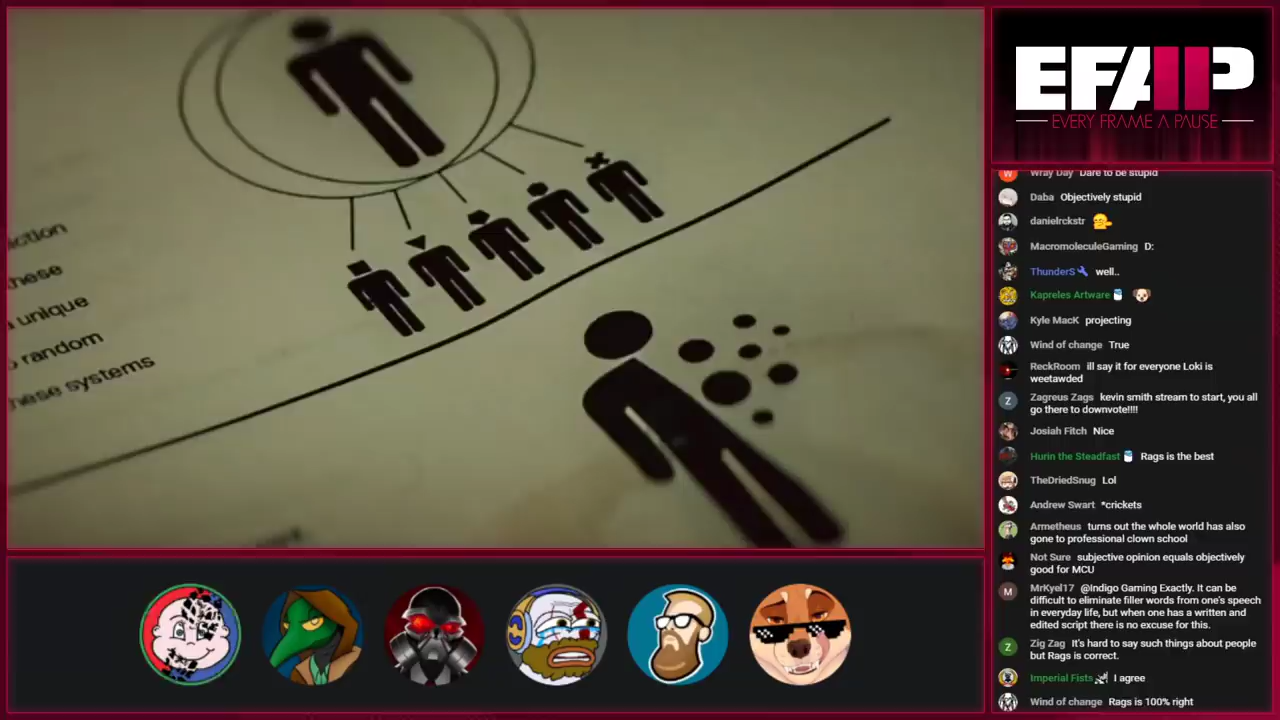 iction
hese
unique
random
hese systems
EFAP
EVERY FRAME A PAUSE
Wray Day Dare to be stupid
Daba Objectively stupid
danielrckstr
MacromoleculeGaming D:
ThunderS well..
Kapreles Artware
Kyle MacK projecting
Wind of change True
ReckRoom ill say it for everyone Loki is
weetawded
Z
Zagreus Zags kevin smith stream to start, you all
go there to downvote!!!!
Josiah Fitch Nice
Hurin the Steadfast Rags is the best
TheDriedSnug Lol
Andrew Swart *crickets
Armetheus turns out the whole world has also
gone to professional clown school
Not Sure subjective opinion equals objectively
good for MCU
M
MrKyel17 @Indigo Gaming Exactly. It can be
difficult to eliminate filler words from one's speech
in everyday life, but when one has a written and
edited script there is no excuse for this.
Z
Zig Zag It's hard to say such things about people
but Rags is correct.
Imperial Fists I agree
Wind of change Rags is 100% right